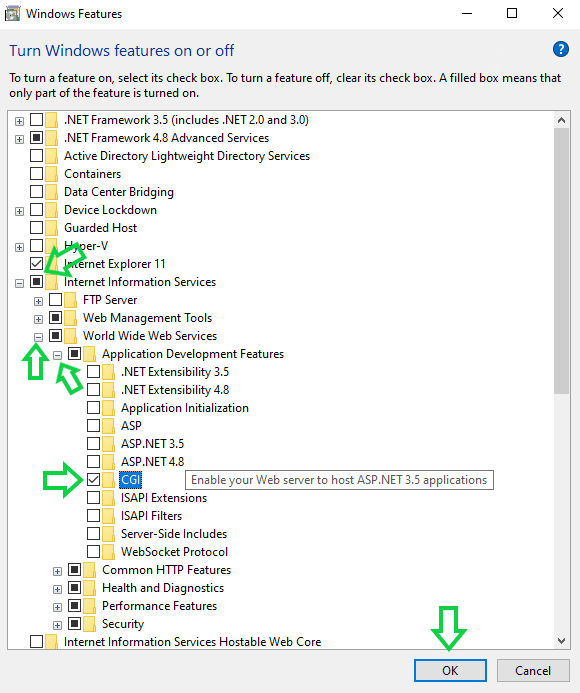 Windows Features
Turn Windows features on or off
To turn a feature on, select its check box. To turn a feature off, clear its check box. A filled box means that
only part of the feature is turned on.
.NET Framework 3.5 (includes .NET 2.0 and 3.0)
.NET Framework 4.8 Advanced Services
Active Directory Lightweight Directory Services
Containers
Data Center Bridging
Device Lockdown
Guarded Host
Hyper-V
Internet Explorer 11
Internet Information Services
FTP Server
Web Management Tools
World Wide Web Services
Application Development Features
.NET Extensibility 3.5
.NET Extensibility 4.8
Application Initialization
ASP
ASP.NET 3.5
ASP.NET 4.8
CGI Enable your Web server to host ASP.NET 3.5 applications
ISAPI Extensions
ISAPI Filters
Server-Side Includes
WebSocket Protocol
Common HTTP Features
Health and Diagnostics
Performance Features
Security
Internet Information Services Hostable Web Core
OK Cancel